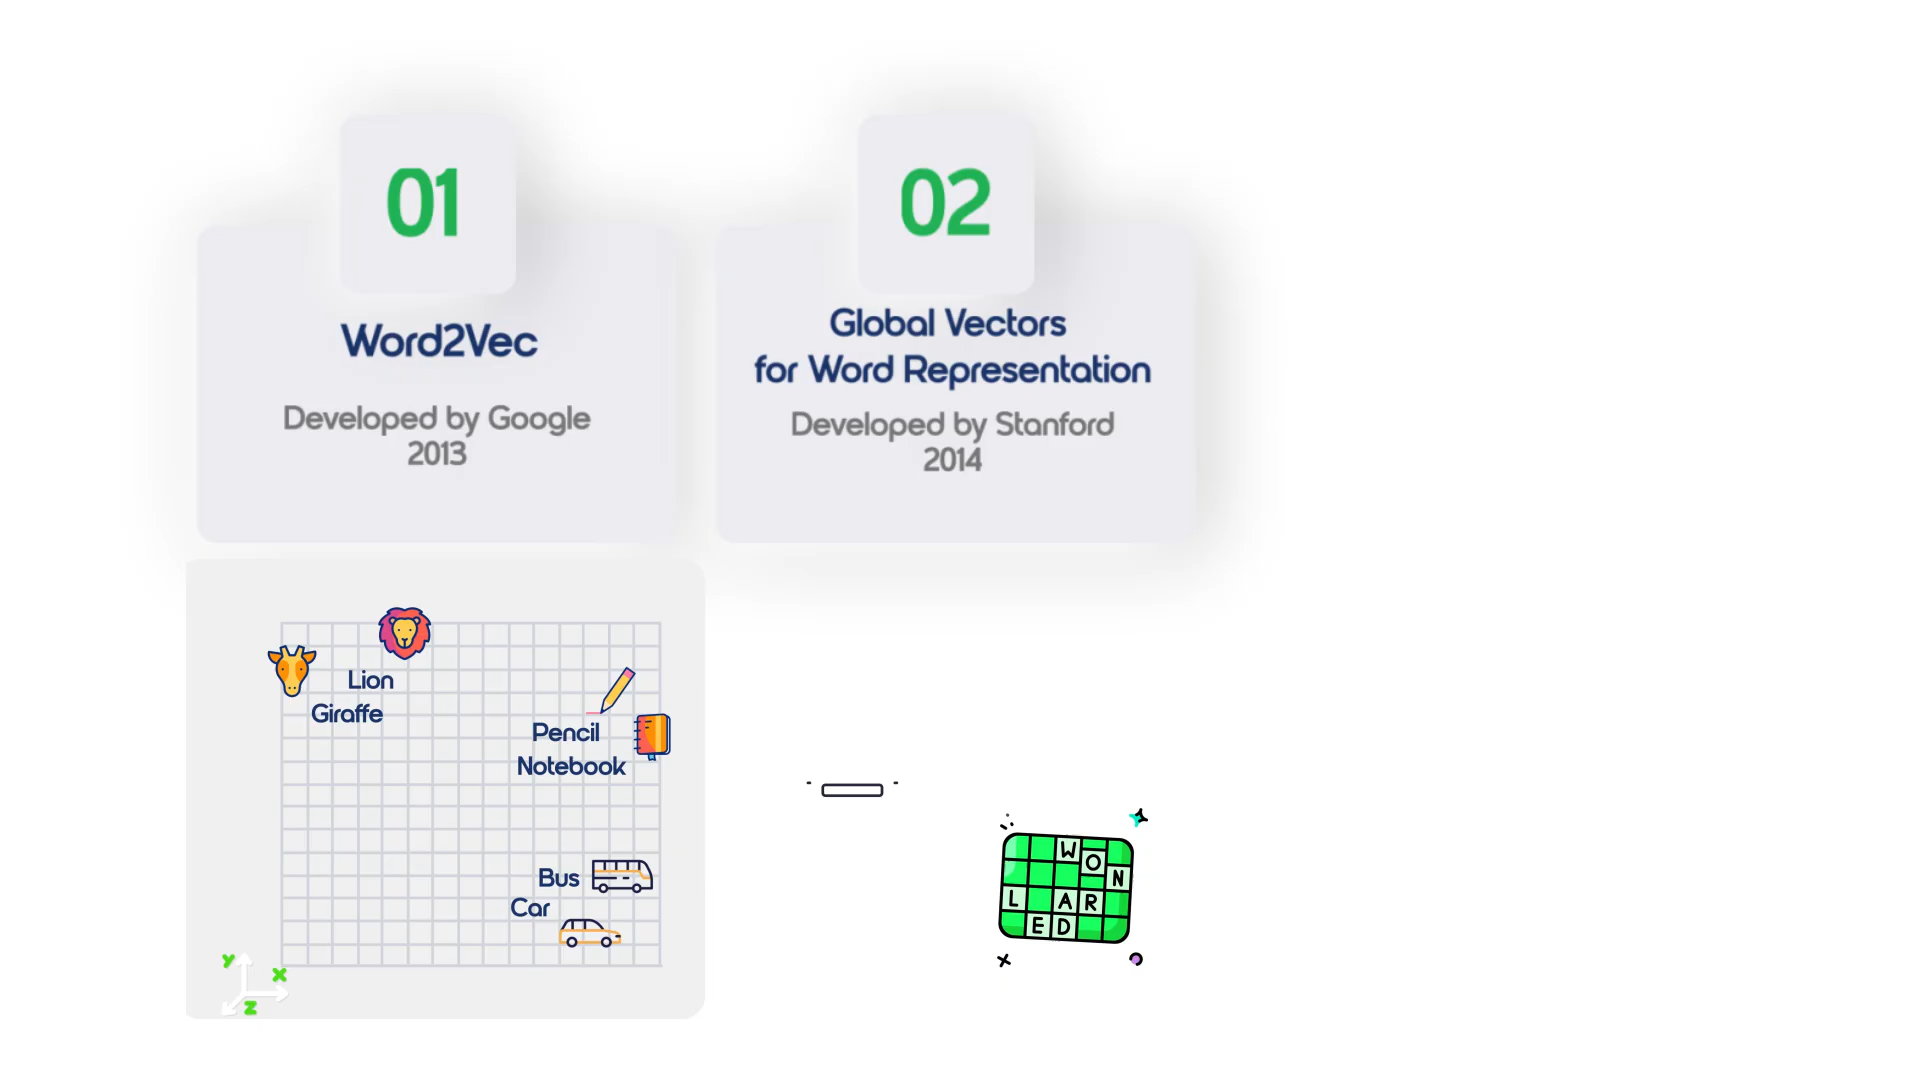 01
Word2Vec
Developed by Google
2013
02
Global Vectors
for Word Representation
Developed by Stanford
2014
Lion
Giraffe
Pencil
Notebook
Bus
Car
Y
X
Z
W
O
N
L A R
E D